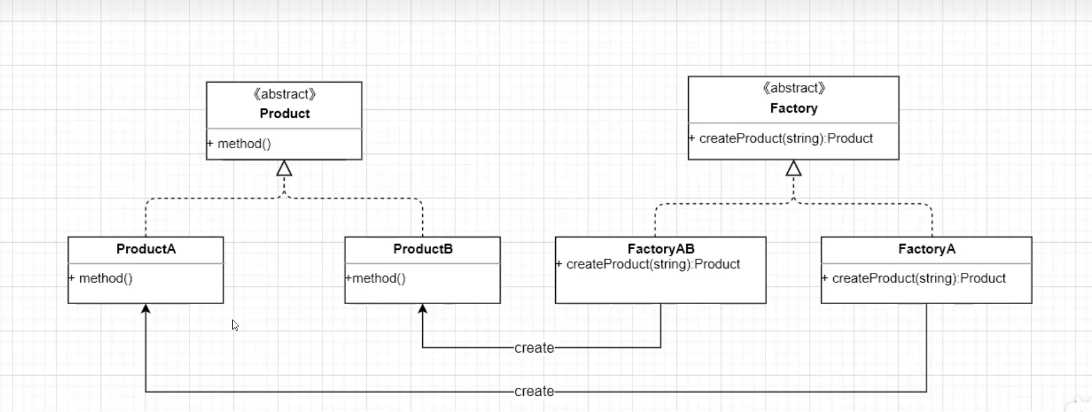 《abstract》
Product
+ method()
《abstract》
Factory
+ createProduct(string):Product
ProductA
+ method()
ProductB
+method()
FactoryAB
+ createProduct(string):Product
FactoryA
+ createProduct(string):Product
create
create